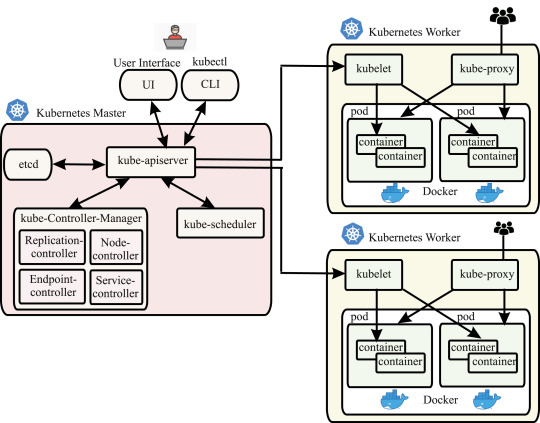 User Interface
kubectl
UI
CLI
Kubernetes Master
etcd
kube-apiserver
kube-Controller-Manager
kube-scheduler
Replication-
controller
Node-
controller
Endpoint-
controller
Service-
controller
Kubernetes Worker
kubelet
kube-proxy
pod
pod
container
container
container
container
Docker
Kubernetes Worker
kubelet
kube-proxy
pod
pod
container
container
container
container
Docker